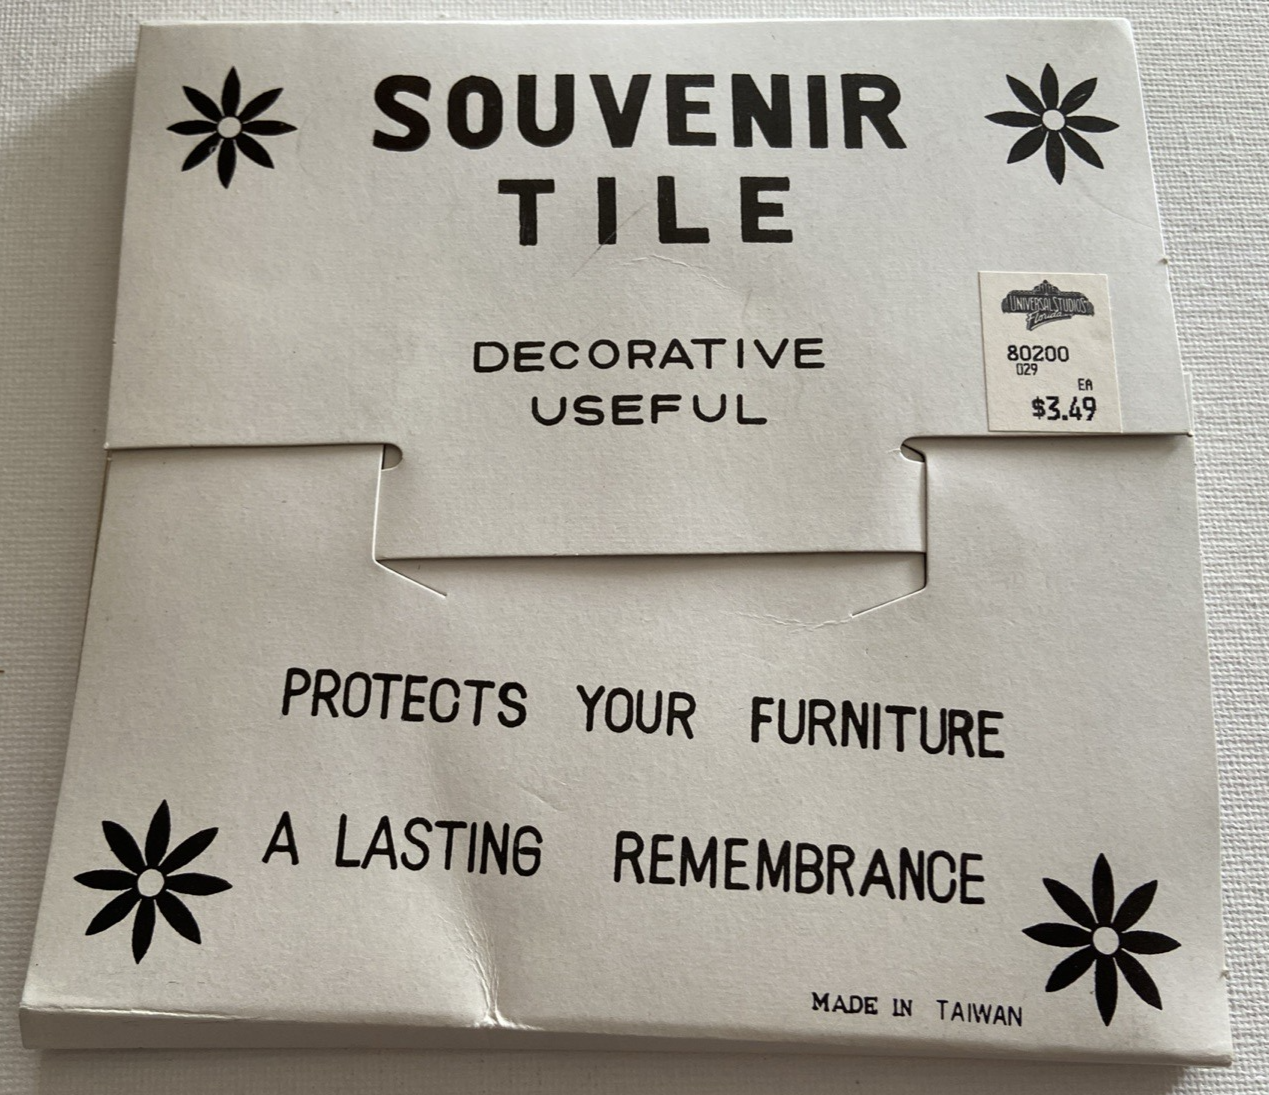 SOUVENIR
TILE
UNIVERSAL STUDIOS
Florida
80200
029
EA
$3.49
DECORATIVE
USEFUL
PROTECTS YOUR FURNITURE
A LASTING REMEMBRANCE
MADE IN TAIWAN